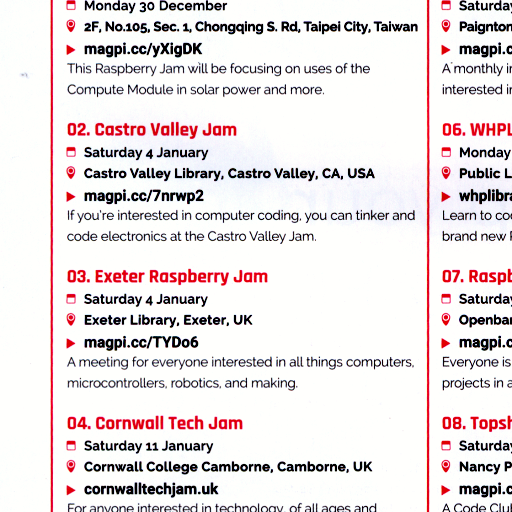 Monday 30 December
2F, No.105, Sec. 1, Chongqing S. Rd, Taipei City, Taiwan
magpi.cc/yXigDK
This Raspberry Jam will be focusing on uses of the
Compute Module in solar power and more.
02. Castro Valley Jam
Saturday 4 January
Castro Valley Library, Castro Valley, CA, USA
magpi.cc/7nrwp2
If you're interested in computer coding, you can tinker and
code electronics at the Castro Valley Jam.
03. Exeter Raspberry Jam
Saturday 4 January
Exeter Library, Exeter, UK
magpi.cc/TYDo6
A meeting for everyone interested in all things computers,
microcontrollers, robotics, and making.
04. Cornwall Tech Jam
Saturday 11 January
Cornwall College Camborne, Camborne, UK
cornwalltechjam.uk
For anyone interested in technology, of all ages and
Saturday
Paignton
magpi.c
A monthly i
interested i
06. WHPL
Monday
Public L
whplibra
Learn to co
brand new
07. Raspb
Saturday
Openba
magpi.c
Everyone is
projects in a
08. Topsh
Saturday
Nancy P
magpi.c
A Code Clu